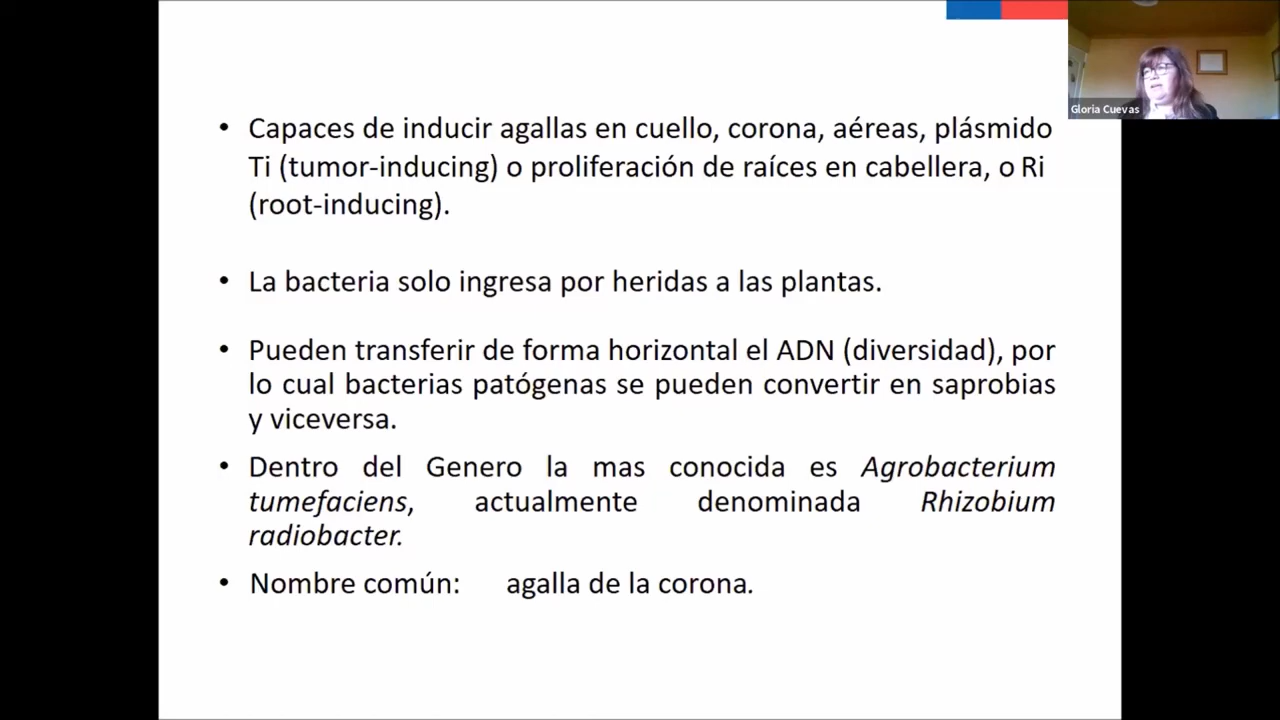 Capaces de inducir agallas en cuello, corona, aéreas, plásmido
Ti (tumor-inducing) o proliferación de raíces en cabellera, o Ri
(root-inducing).
La bacteria solo ingresa por heridas a las plantas.
Pueden transferir de forma horizontal el ADN (diversidad), por
lo cual bacterias patógenas se pueden convertir en saprobias
y viceversa.
Dentro del Genero la mas conocida es Agrobacterium
tumefaciens, actualmente denominada Rhizobium
radiobacter.
Nombre común: agalla de la corona.
Gloria Cuevas